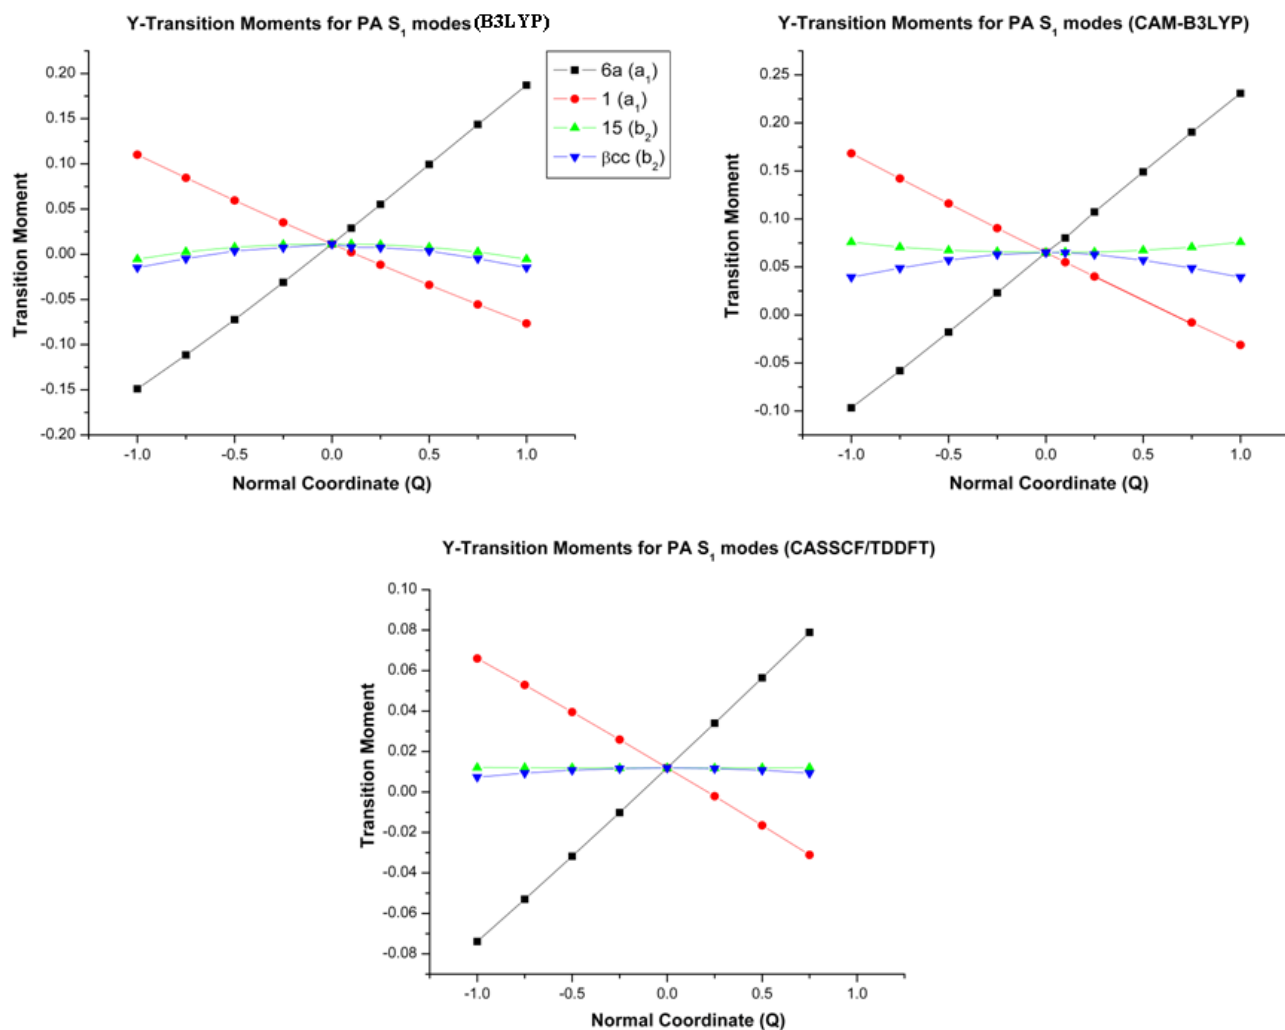 Y-Transition Moments for PA S₁ modes (B3LYP)
Transition Moment
0.20
0.15
0.10
0.05
0.00
-0.05
-0.10
-0.15
-0.20
-1.0 -0.5 0.0 0.5 1.0
Normal Coordinate (Q)
6a (a₁)
1 (a₁)
15 (b₂)
βcc (b₂)
Y-Transition Moments for PA S₁ modes (CAM-B3LYP)
Transition Moment
0.25
0.20
0.15
0.10
0.05
0.00
-0.05
-0.10
-1.0 -0.5 0.0 0.5 1.0
Normal Coordinate (Q)
Y-Transition Moments for PA S₁ modes (CASSCF/TDDFT)
Transition Moment
0.10
0.08
0.06
0.04
0.02
0.00
-0.02
-0.04
-0.06
-0.08
-1.0 -0.5 0.0 0.5 1.0
Normal Coordinate (Q)